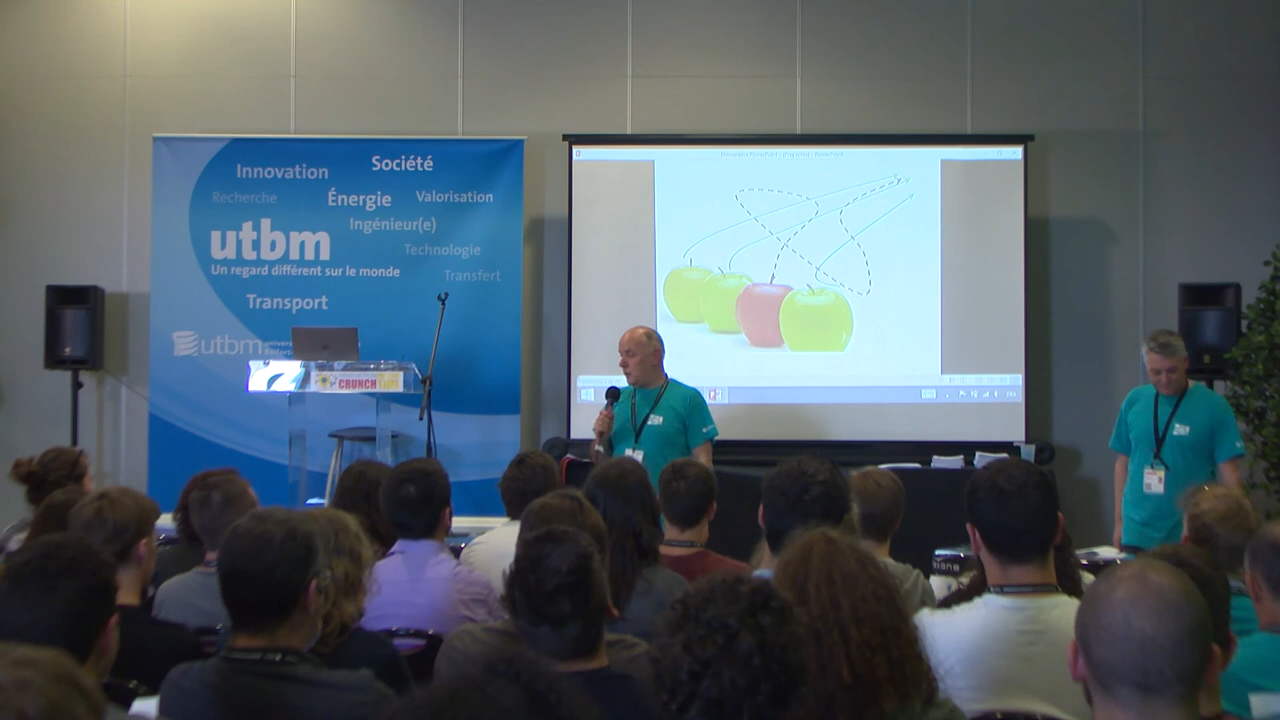 Innovation
Société
Recherche
Énergie
Valorisation
Ingénieur(e)
utbm
Un regard différent sur le monde
Technologie
Transfert
Transport
utbm
CRUNCH